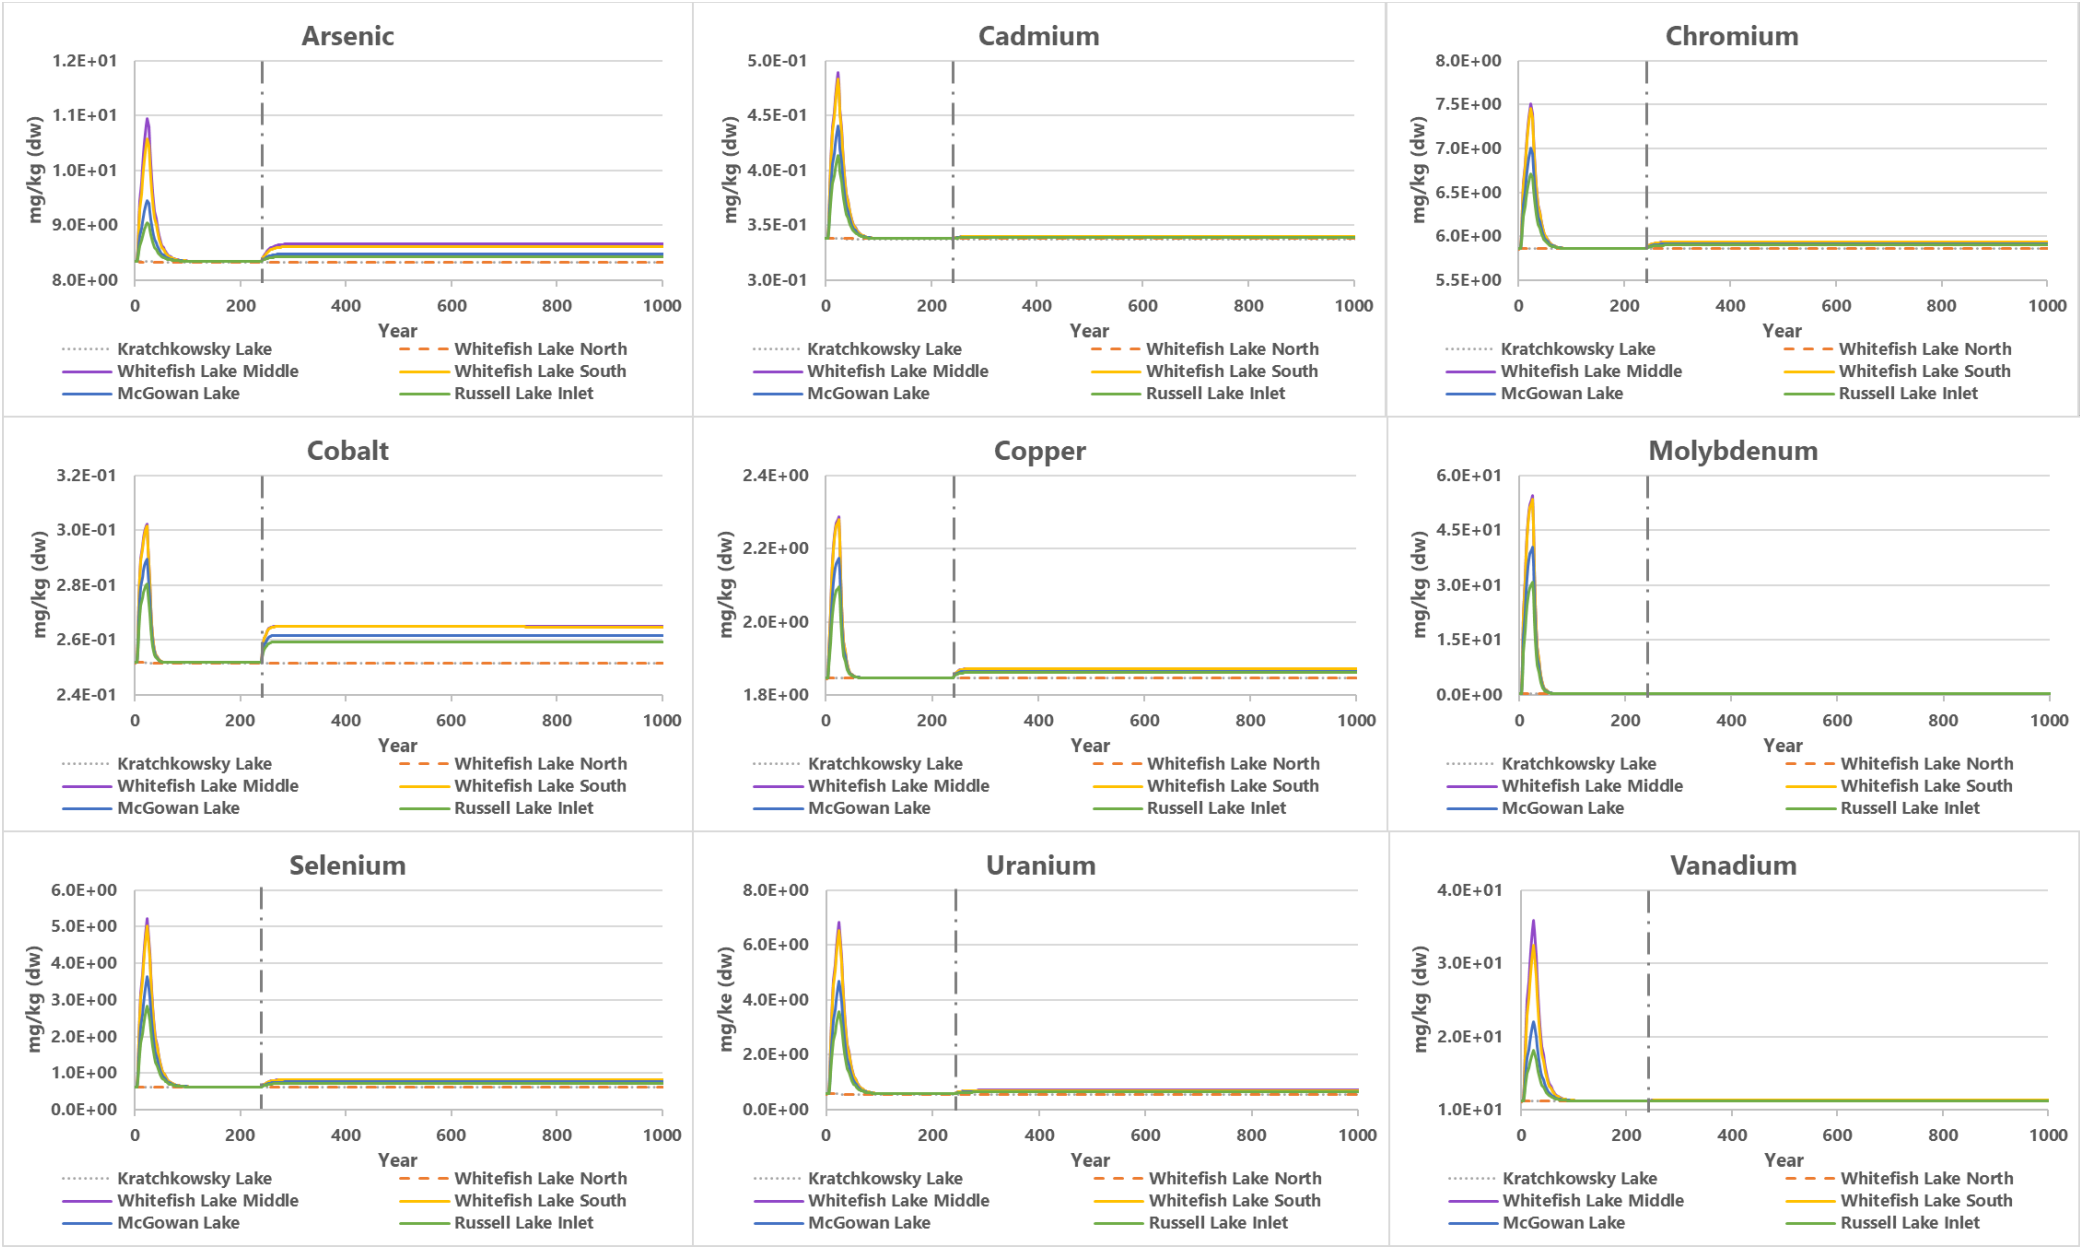 Arsenic
1.2E+01
1.1E+01
1.0E+01
9.0E+00
8.0E+00
mg/kg (dw)
0 200 400 600 800 1000
Year
Kratchkowsky Lake Whitefish Lake North
Whitefish Lake Middle Whitefish Lake South
McGowan Lake Russell Lake Inlet
Cadmium
5.0E-01
4.5E-01
4.0E-01
3.5E-01
3.0E-01
mg/kg (dw)
0 200 400 600 800 1000
Year
Kratchkowsky Lake Whitefish Lake North
Whitefish Lake Middle Whitefish Lake South
McGowan Lake Russell Lake Inlet
Chromium
8.0E+00
7.5E+00
7.0E+00
6.5E+00
6.0E+00
5.5E+00
mg/kg (dw)
0 200 400 600 800 1000
Year
Kratchkowsky Lake Whitefish Lake North
Whitefish Lake Middle Whitefish Lake South
McGowan Lake Russell Lake Inlet
Cobalt
3.2E-01
3.0E-01
2.8E-01
2.6E-01
2.4E-01
mg/kg (dw)
0 200 400 600 800 1000
Year
Kratchkowsky Lake Whitefish Lake North
Whitefish Lake Middle Whitefish Lake South
McGowan Lake Russell Lake Inlet
Copper
2.4E+00
2.2E+00
2.0E+00
1.8E+00
mg/kg (dw)
0 200 400 600 800 1000
Year
Kratchkowsky Lake Whitefish Lake North
Whitefish Lake Middle Whitefish Lake South
McGowan Lake Russell Lake Inlet
Molybdenum
6.0E+01
4.5E+01
3.0E+01
1.5E+01
0.0E+00
mg/kg (dw)
0 200 400 600 800 1000
Year
Kratchkowsky Lake Whitefish Lake North
Whitefish Lake Middle Whitefish Lake South
McGowan Lake Russell Lake Inlet
Selenium
6.0E+00
5.0E+00
4.0E+00
3.0E+00
2.0E+00
1.0E+00
0.0E+00
mg/kg (dw)
0 200 400 600 800 1000
Year
Kratchkowsky Lake Whitefish Lake North
Whitefish Lake Middle Whitefish Lake South
McGowan Lake Russell Lake Inlet
Uranium
8.0E+00
6.0E+00
4.0E+00
2.0E+00
0.0E+00
mg/ke (dw)
0 200 400 600 800 1000
Year
Kratchkowsky Lake Whitefish Lake North
Whitefish Lake Middle Whitefish Lake South
McGowan Lake Russell Lake Inlet
Vanadium
4.0E+01
3.0E+01
2.0E+01
1.0E+01
mg/kg (dw)
0 200 400 600 800 1000
Year
Kratchkowsky Lake Whitefish Lake North
Whitefish Lake Middle Whitefish Lake South
McGowan Lake Russell Lake Inlet